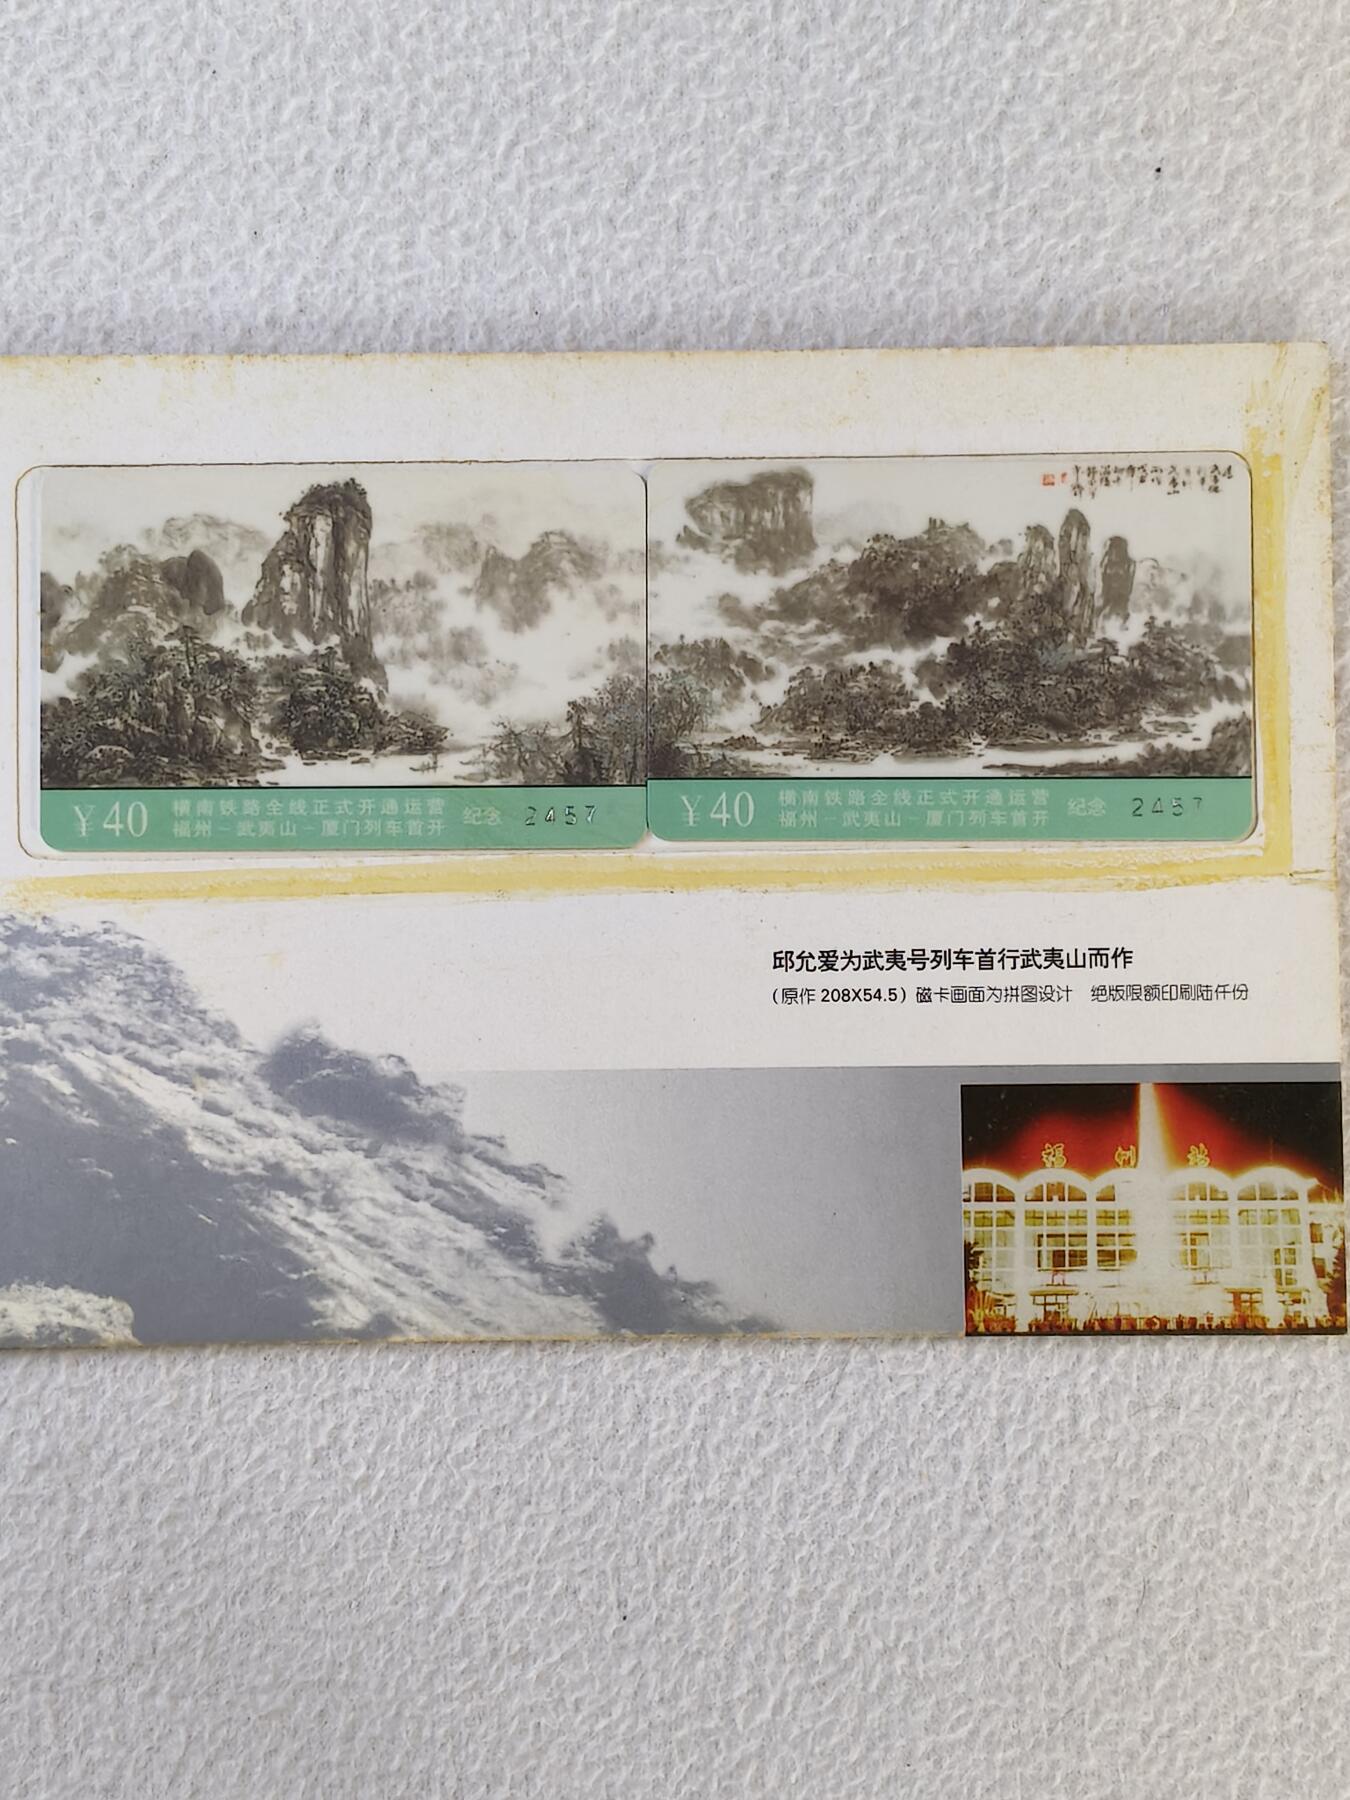 ¥40 横南铁路全线正式开通运营 纪念 2457
福州－武夷山－厦门列车首开
¥40 横南铁路全线正式开通运营 纪念 2457
福州－武夷山－厦门列车首开
邱允爱为武夷号列车首行武夷山而作
(原作 208X54.5) 磁卡画面为拼图设计 绝版限额印刷陆仟份
福州站